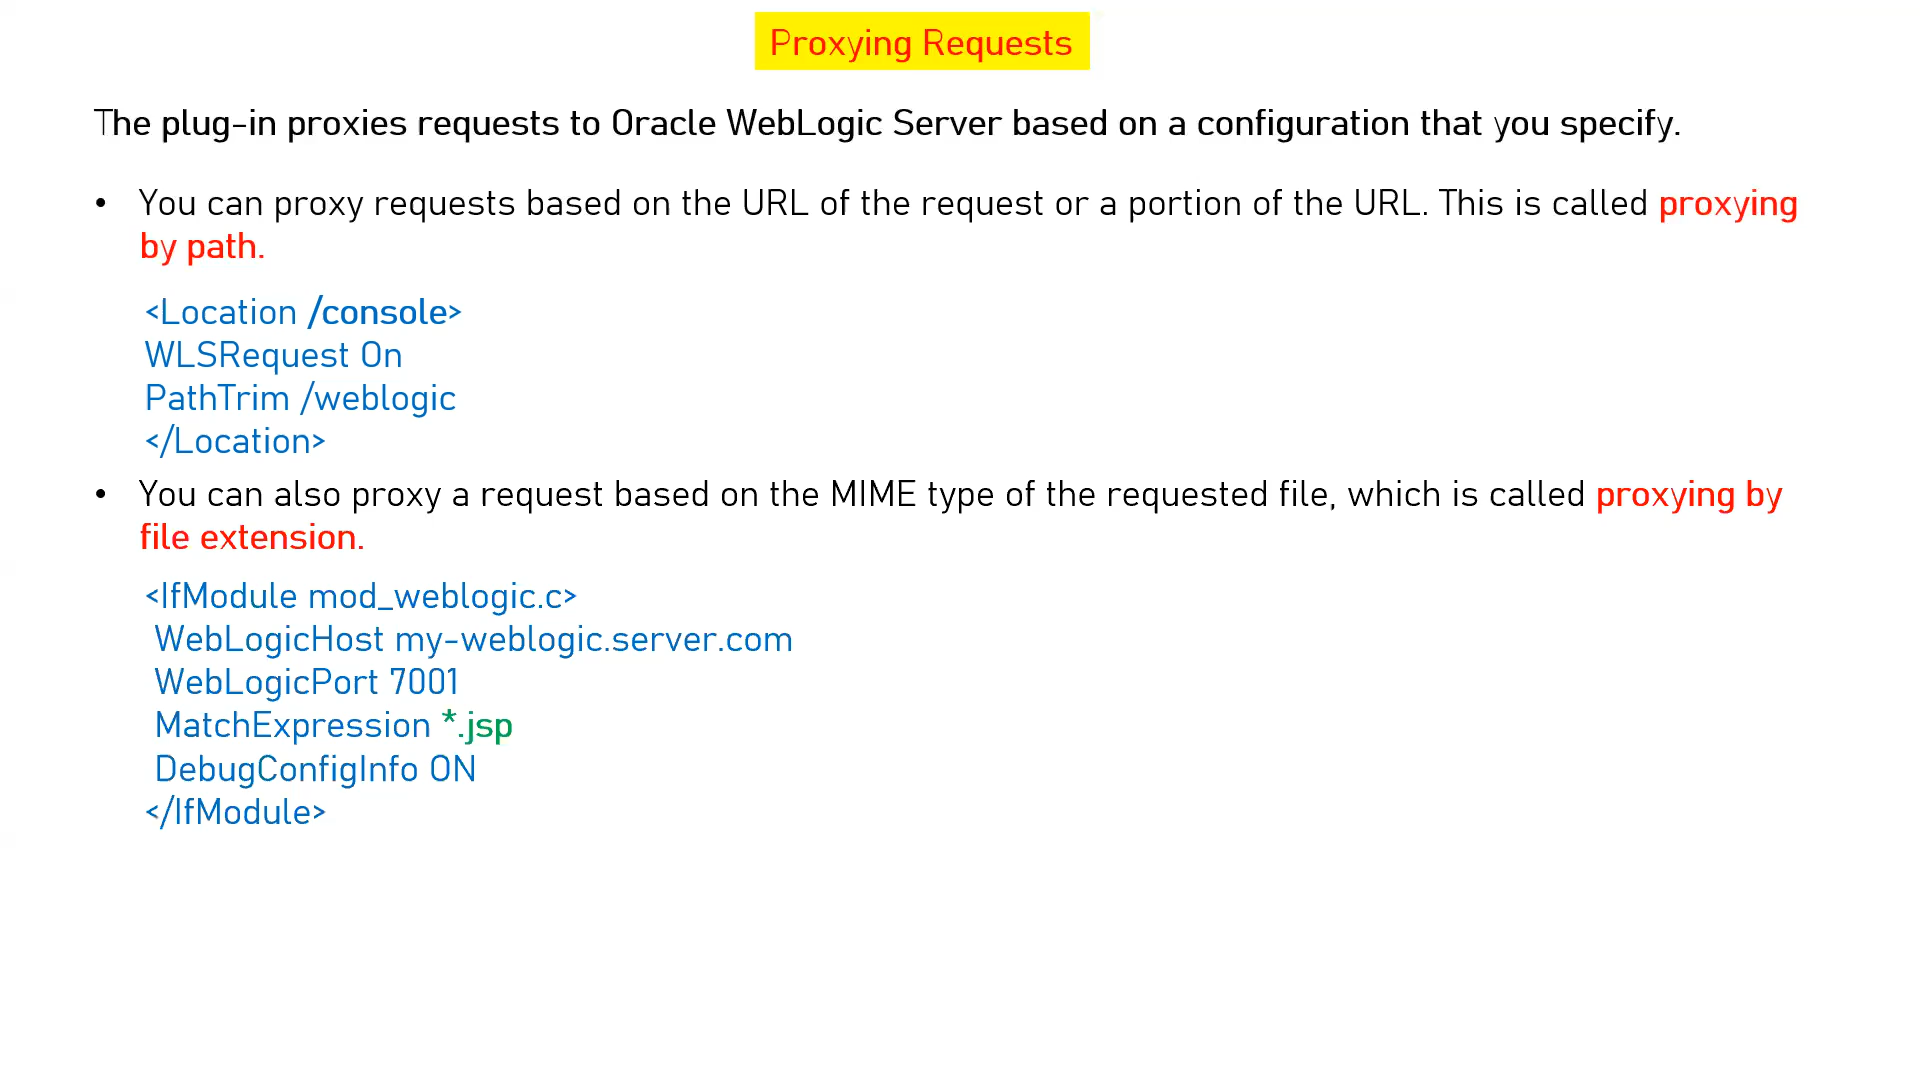 Proxying Requests
The plug-in proxies requests to Oracle WebLogic Server based on a configuration that you specify.
• You can proxy requests based on the URL of the request or a portion of the URL. This is called proxying
by path.
<Location /console>
WLSRequest On
PathTrim /weblogic
</Location>
• You can also proxy a request based on the MIME type of the requested file, which is called proxying by
file extension.
<IfModule mod_weblogic.c>
WebLogicHost my-weblogic.server.com
WebLogicPort 7001
MatchExpression *.jsp
DebugConfigInfo ON
</IfModule>